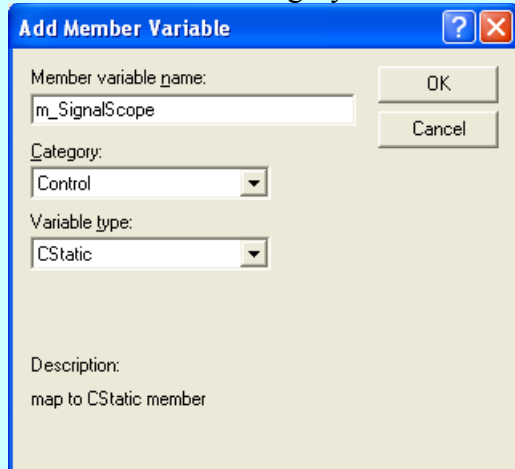 Add Member Variable
Member variable name:
m_SignalScope
OK
Cancel
Category:
Control
Variable type:
CStatic
Description:
map to CStatic member